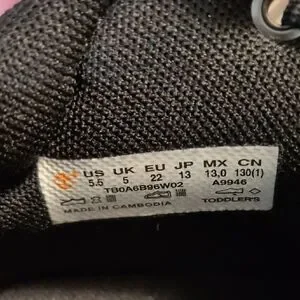 US UK EU JP MX CN
5.5 5 22 13 13,0 130(1)
TB0A6B96W02 A9946
MADE IN CAMBODIA TODDLER'S